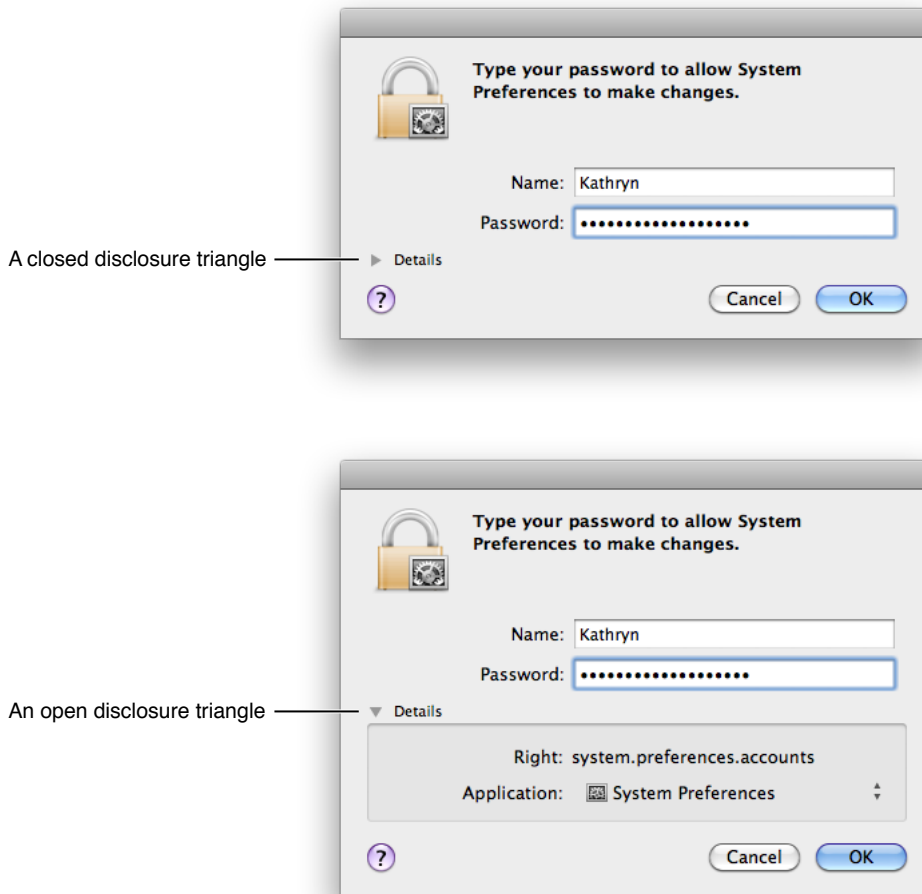 Type your password to allow System
Preferences to make changes.
Name: Kathryn
Password: •••••••••••••••••••
A closed disclosure triangle
Details
?
Cancel
OK
Type your password to allow System
Preferences to make changes.
Name: Kathryn
Password: •••••••••••••••••••
An open disclosure triangle
Details
Right: system.preferences.accounts
Application: System Preferences
?
Cancel
OK